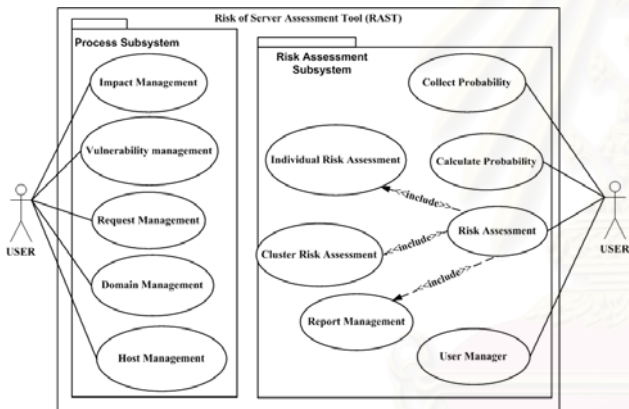 Risk of Server Assessment Tool (RAST)
Process Subsystem
Impact Management
Vulnerability management
Request Management
Domain Management
Host Management
USER
Risk Assessment
Subsystem
Collect Probability
Individual Risk Assessment
Calculate Probability
<<include>>
Risk Assessment
<<include>>
Cluster Risk Assessment
<<include>>
Report Management
User Manager
USER